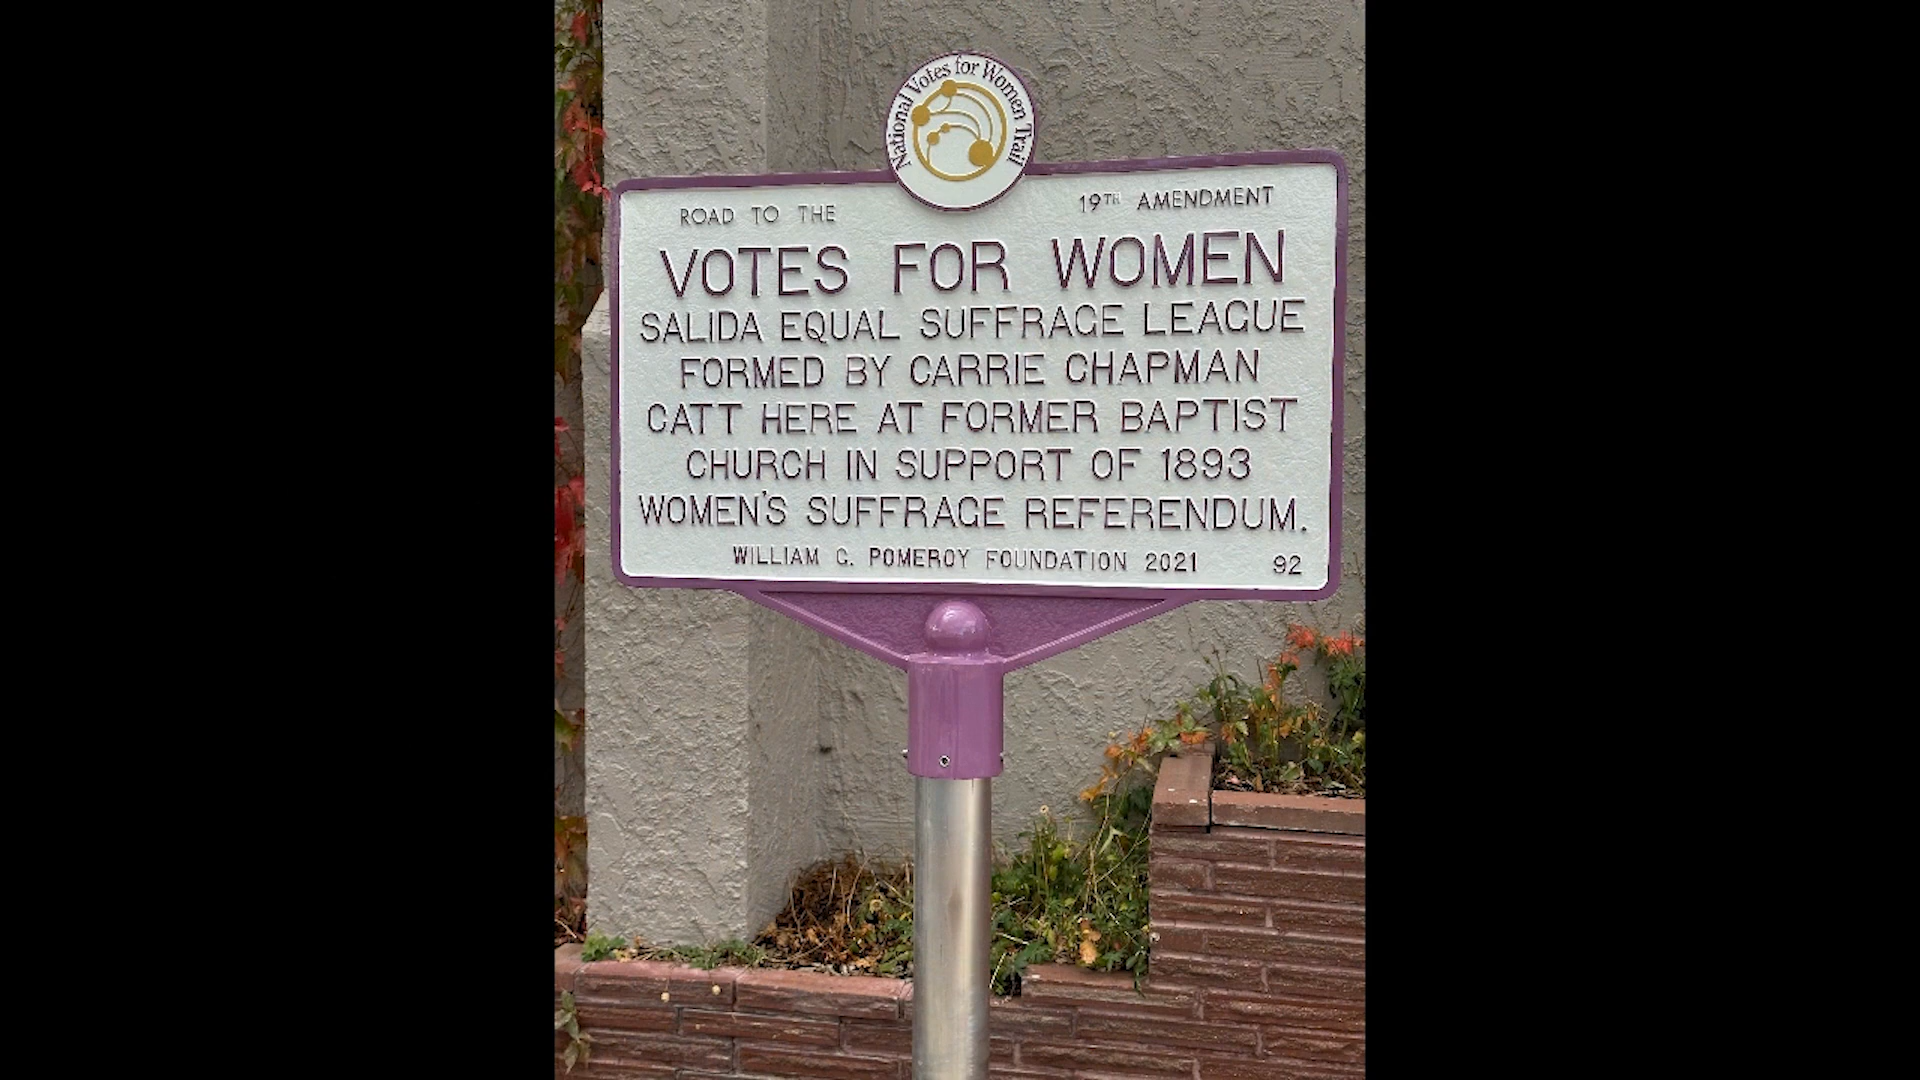 National Votes for Women Trail
ROAD TO THE 19TH AMENDMENT
VOTES FOR WOMEN
SALIDA EQUAL SUFFRAGE LEAGUE
FORMED BY CARRIE CHAPMAN
CATT HERE AT FORMER BAPTIST
CHURCH IN SUPPORT OF 1893
WOMEN'S SUFFRAGE REFERENDUM.
WILLIAM G. POMEROY FOUNDATION 2021 92